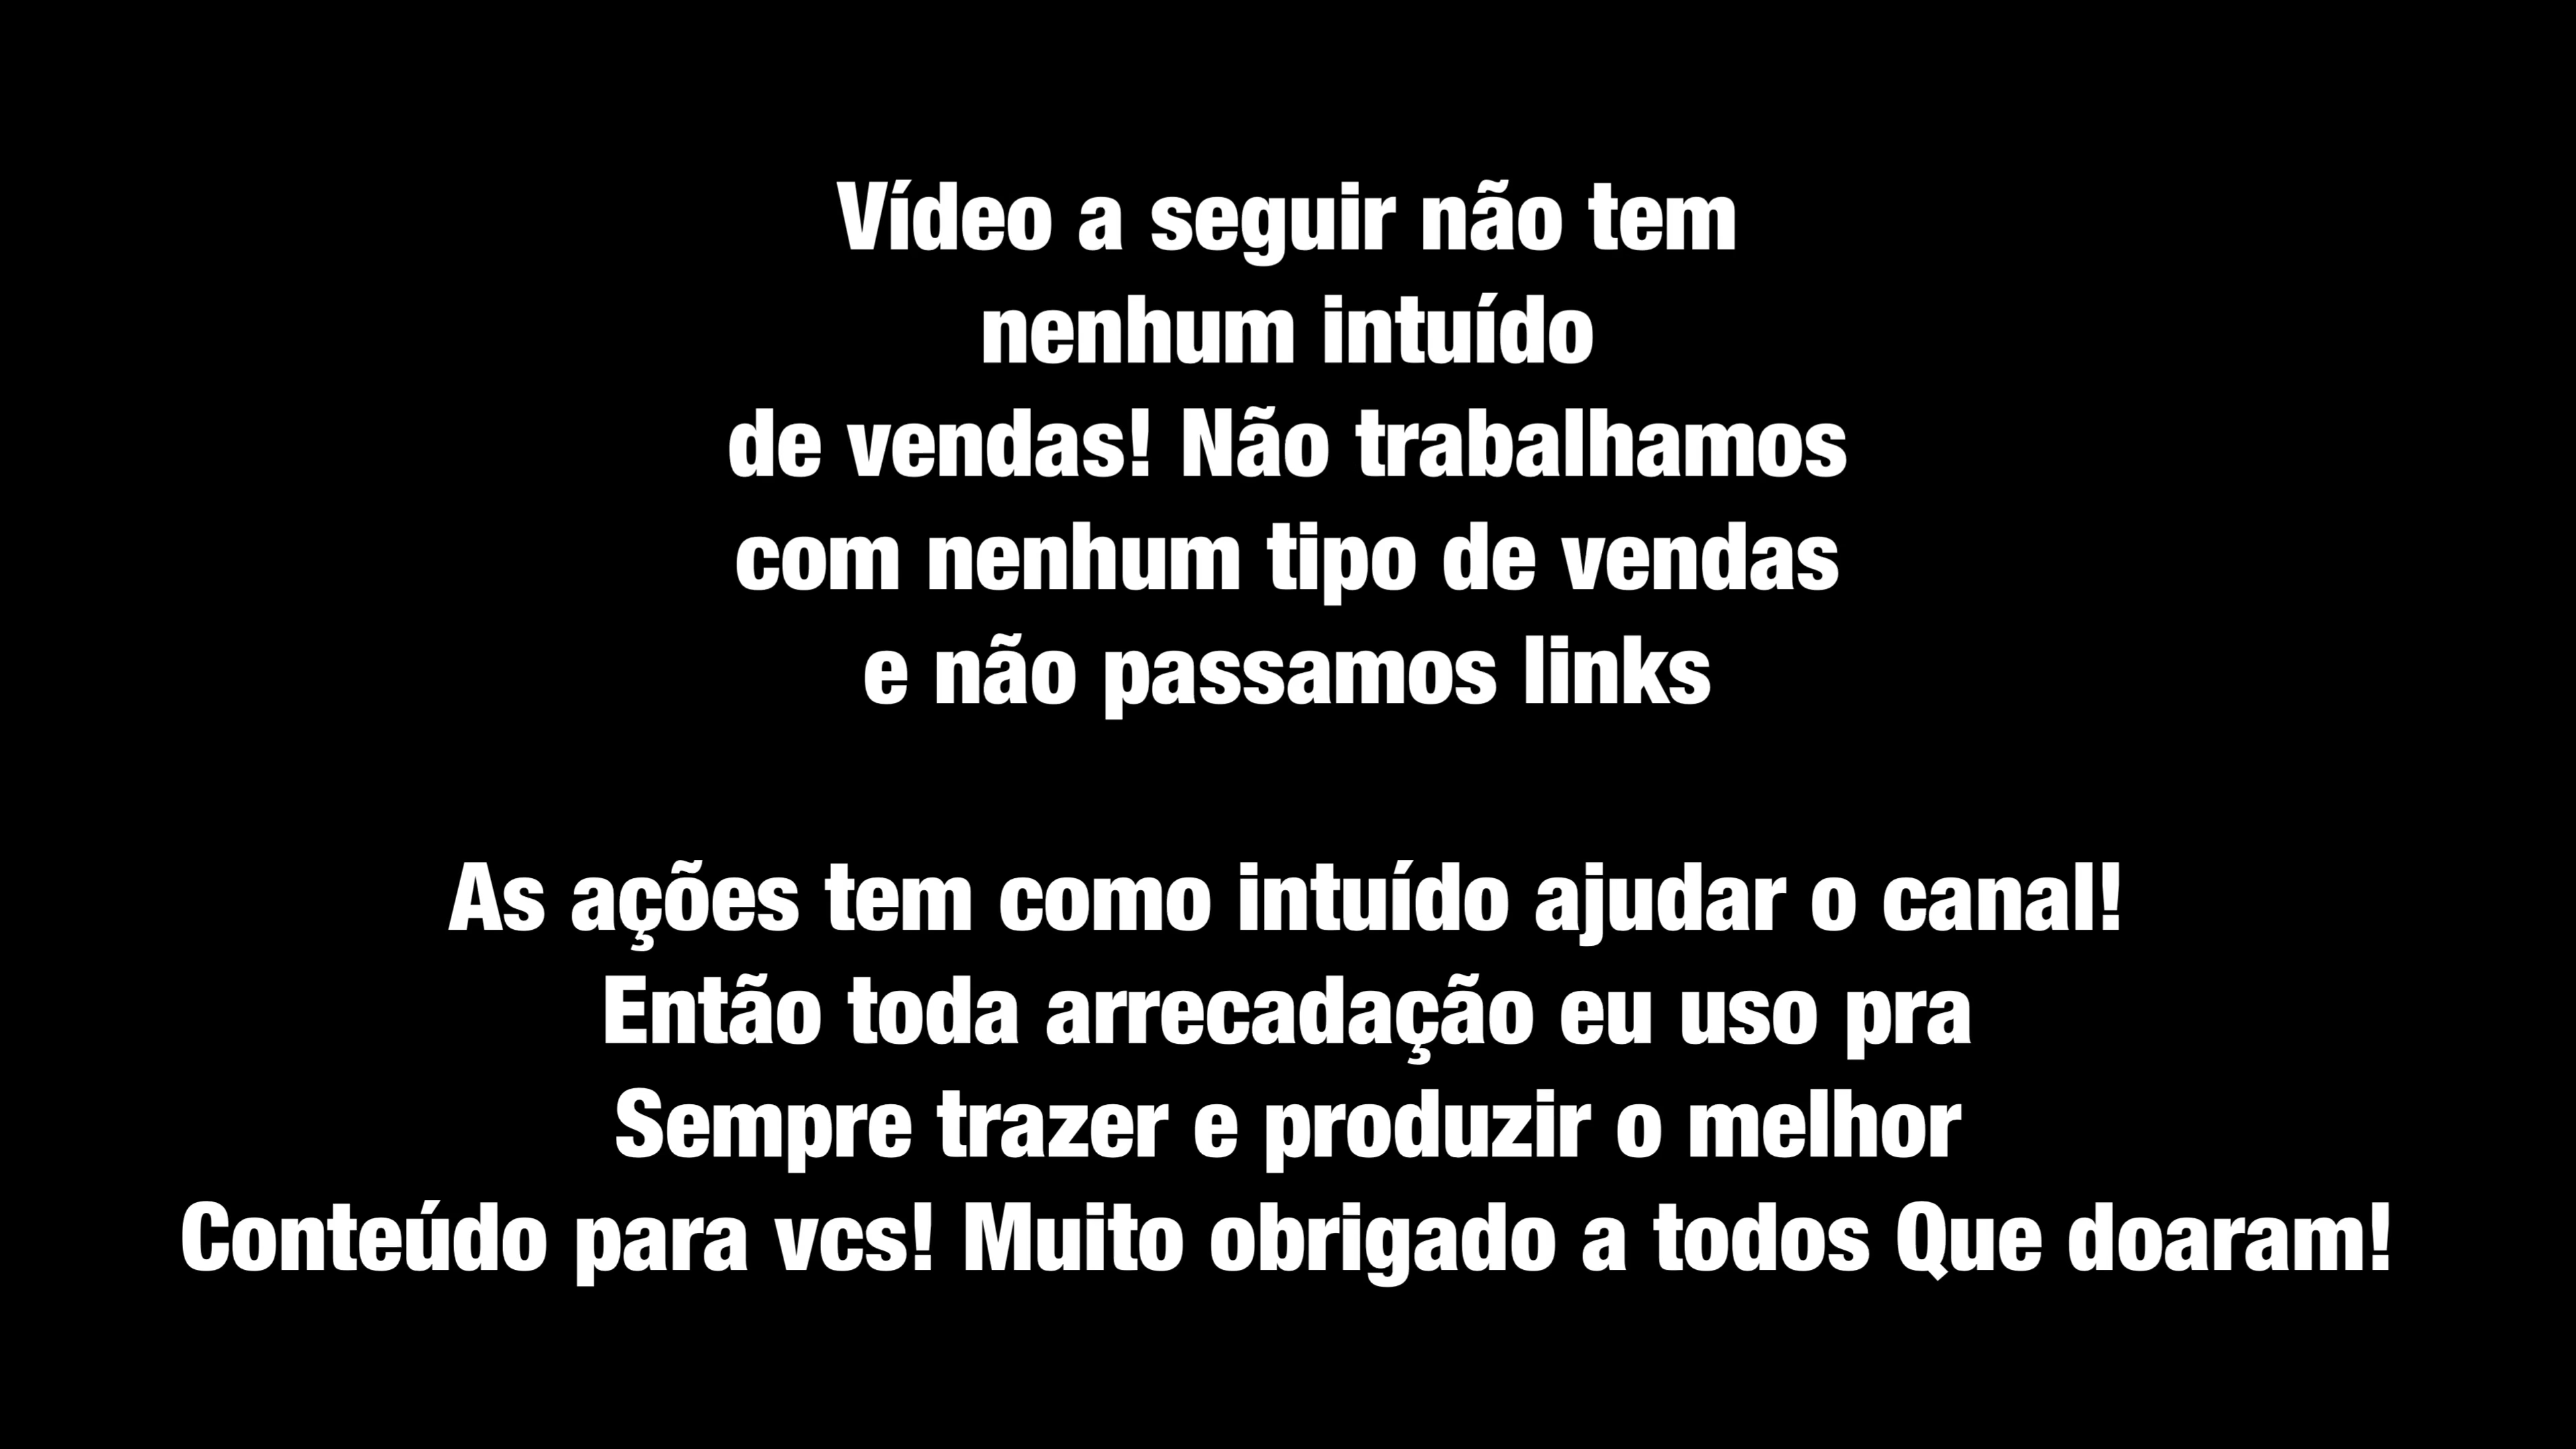 Vídeo a seguir não tem
nenhum intuído
de vendas! Não trabalhamos
com nenhum tipo de vendas
e não passamos links
As ações tem como intuído ajudar o canal!
Então toda arrecadação eu uso pra
Sempre trazer e produzir o melhor
Conteúdo para vcs! Muito obrigado a todos Que doaram!